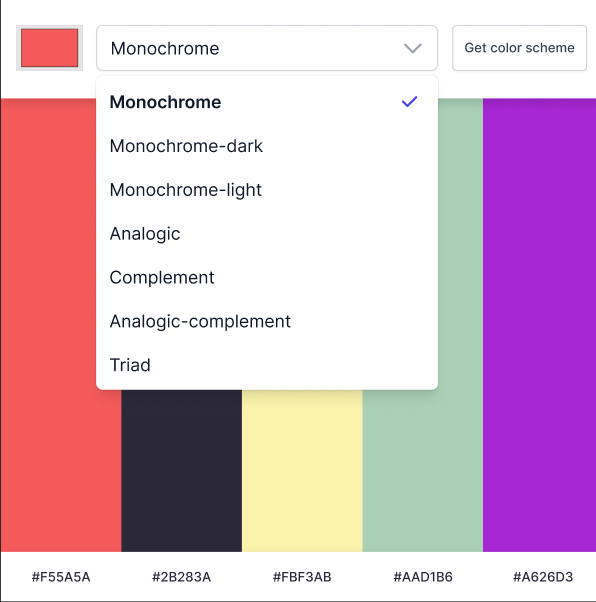 Monochrome
Get color scheme
Monochrome
Monochrome-dark
Monochrome-light
Analogic
Complement
Analogic-complement
Triad
#F55A5A
#2B283A
#FBF3AB
#AAD1B6
#A626D3